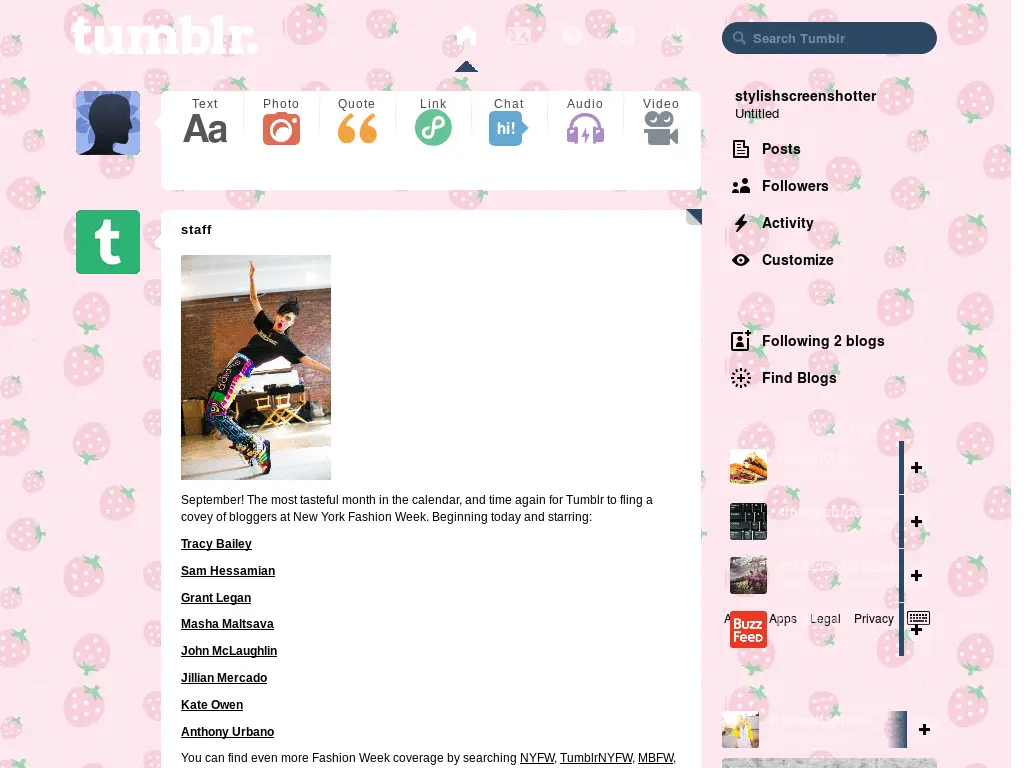 tumblr.
Search Tumblr
Text
Photo
Quote
Link
Chat
Audio
Video
Aa
hi!
stylishscreenshotter
Untitled
Posts
Followers
Activity
Customize
Following 2 blogs
Find Blogs
t
staff
September! The most tasteful month in the calendar, and time again for Tumblr to fling a
covey of bloggers at New York Fashion Week. Beginning today and starring:
Tracy Bailey
Sam Hessamian
Grant Legan
Masha Maltsava
John McLaughlin
Jillian Mercado
Kate Owen
Anthony Urbano
You can find even more Fashion Week coverage by searching NYFW, TumblrNYFW, MBFW,
Apps Legal Privacy
BuzzFeed